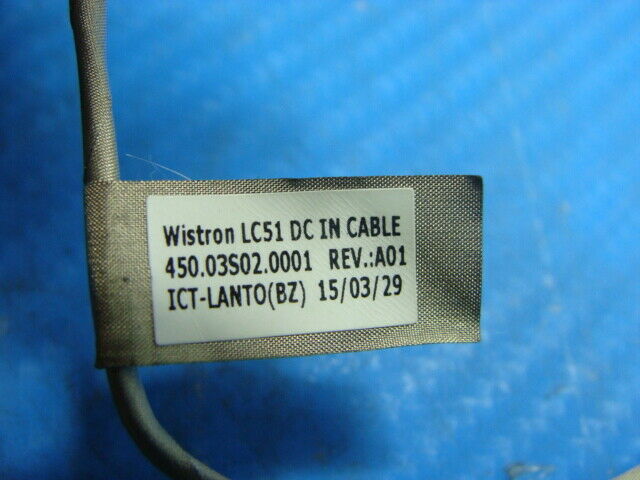 Wistron LC51 DC IN CABLE
450.03S02.0001 REV.:A01
ICT-LANTO(BZ) 15/03/29